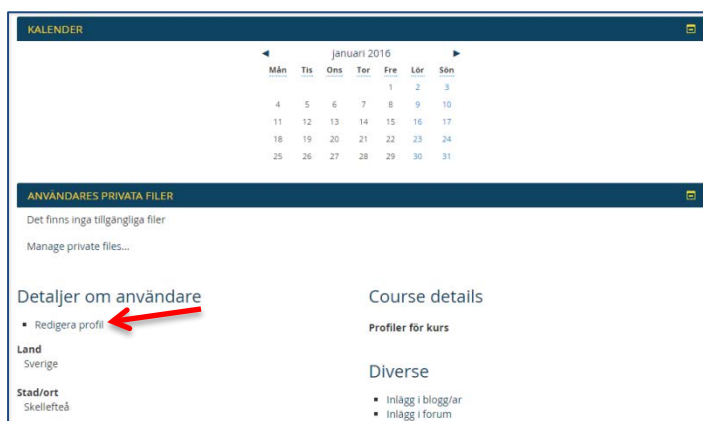 KALENDER
◄ januari 2016 ►
Mån Tis Ons Tor Fre Lör Sön
1 2 3
4 5 6 7 8 9 10
11 12 13 14 15 16 17
18 19 20 21 22 23 24
25 26 27 28 29 30 31
ANVÄNDARES PRIVATA FILER
Det finns inga tillgängliga filer
Manage private files...
Detaljer om användare
▪ Redigera profil
Land
Sverige
Stad/ort
Skellefteå
Course details
Profiler för kurs
Diverse
▪ Inlägg i blogg/ar
▪ Inlägg i forum